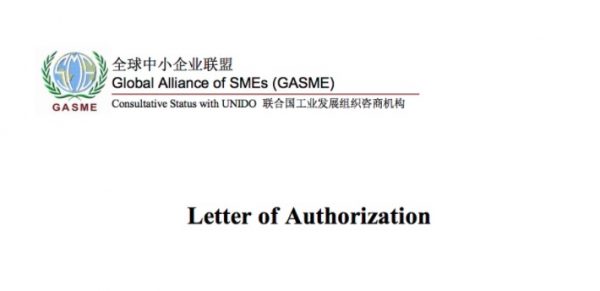 全球中小企业联盟
Global Alliance of SMEs (GASME)
GASME
Consultative Status with UNIDO 联合国工业发展组织咨商机构
Letter of Authorization